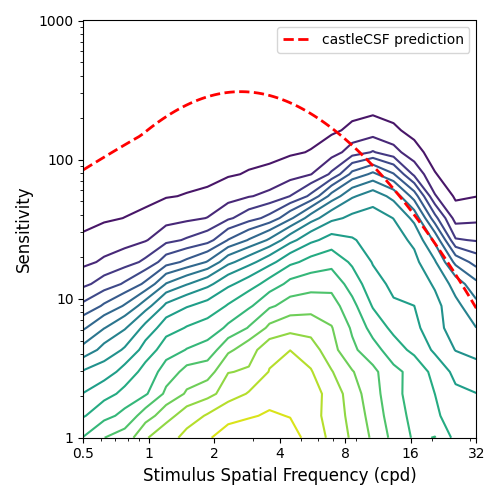 1000
castleCSF prediction
100
Sensitivity
10
1
0.5 1 2 4 8 16 32
Stimulus Spatial Frequency (cpd)